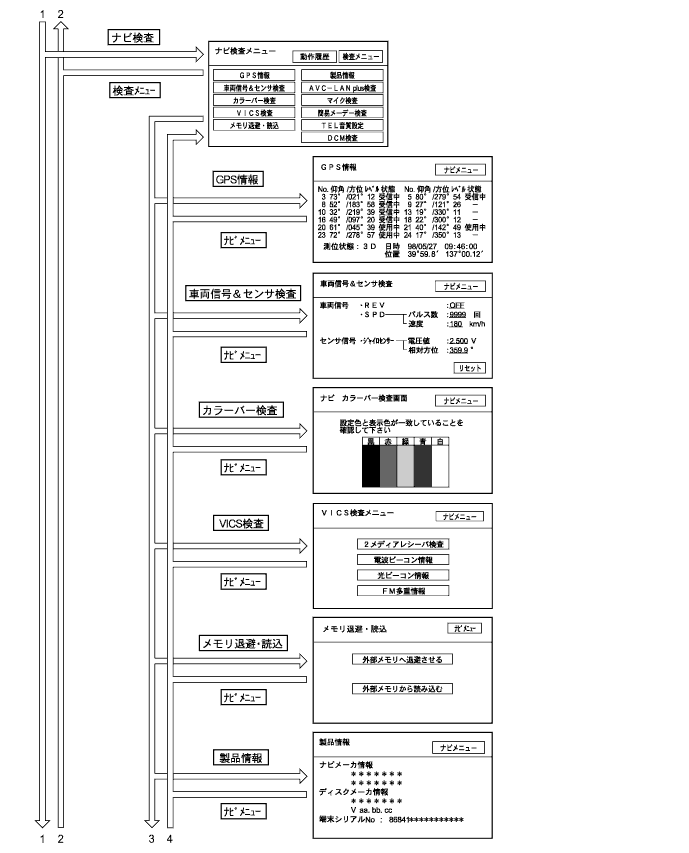 1 2
ナビ検査
検査メニュー
ナビ検査メニュー
動作履歴 検査メニュー
GPS情報 製品情報
車両信号&センサ検査 AVC-LAN plus検査
カラーバー検査 マイク検査
VICS検査 簡易メーデー検査
メモリ退避・読込 TEL音質設定
DCM検査
GPS情報
ナビメニュー
GPS情報 ナビメニュー
No. 仰角 /方位 レベル 状態 No. 仰角 /方位 レベル 状態
3 73° /021° 12 受信中 5 80° /279° 54 受信中
8 52° /183° 58 受信中 9 27° /121° 26 -
10 32° /219° 39 受信中 13 19° /330° 11 -
16 49° /097° 20 受信中 18 22° /300° 12 -
20 61° /045° 39 使用中 21 40° /142° 49 使用中
23 72° /276° 57 使用中 24 17° /350° 13 -
測位状態:3D 日時 98/05/27 09:46:00
位置 39°59.8' 137°00.12'
車両信号&センサ検査
ナビメニュー
車両信号&センサ検査 ナビメニュー
車両信号 ・REV :OFF
・SPD パルス数 :9999 回
速度 :180 km/h
センサ信号 ・ジャイロセンサー 電圧値 :2.500 V
相対方位 :359.9 °
リセット
カラーバー検査
ナビメニュー
ナビ カラーバー検査画面 ナビメニュー
設定色と表示色が一致していることを
確認して下さい
黒 赤 緑 青 白
VICS検査
ナビメニュー
VICS検査メニュー ナビメニュー
2メディアレシーバ検査
電波ビーコン情報
光ビーコン情報
FM多重情報
メモリ退避・読込
ナビメニュー
メモリ退避・読込 ナビメニュー
外部メモリへ退避させる
外部メモリから読み込む
製品情報
ナビメニュー
製品情報 ナビメニュー
ナビメーカ情報
*******
*******
ディスクメーカ情報
*******
V aa. bb. cc
端末シリアルNo : 86841***********
1 2 3 4